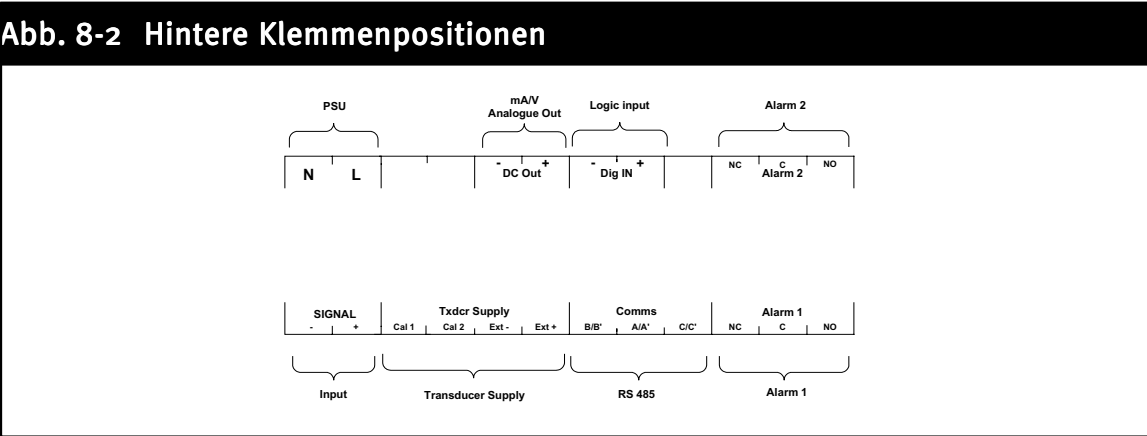 Abb. 8-2 Hintere Klemmenpositionen
PSU
mA/V
Analogue Out
Logic input
Alarm 2
N L - + - + NC C NO
DC Out Dig IN Alarm 2
SIGNAL Txdcr Supply Comms Alarm 1
- + Cal 1 Cal 2 Ext - Ext + B/B' A/A' C/C' NC C NO
Input Transducer Supply RS 485 Alarm 1